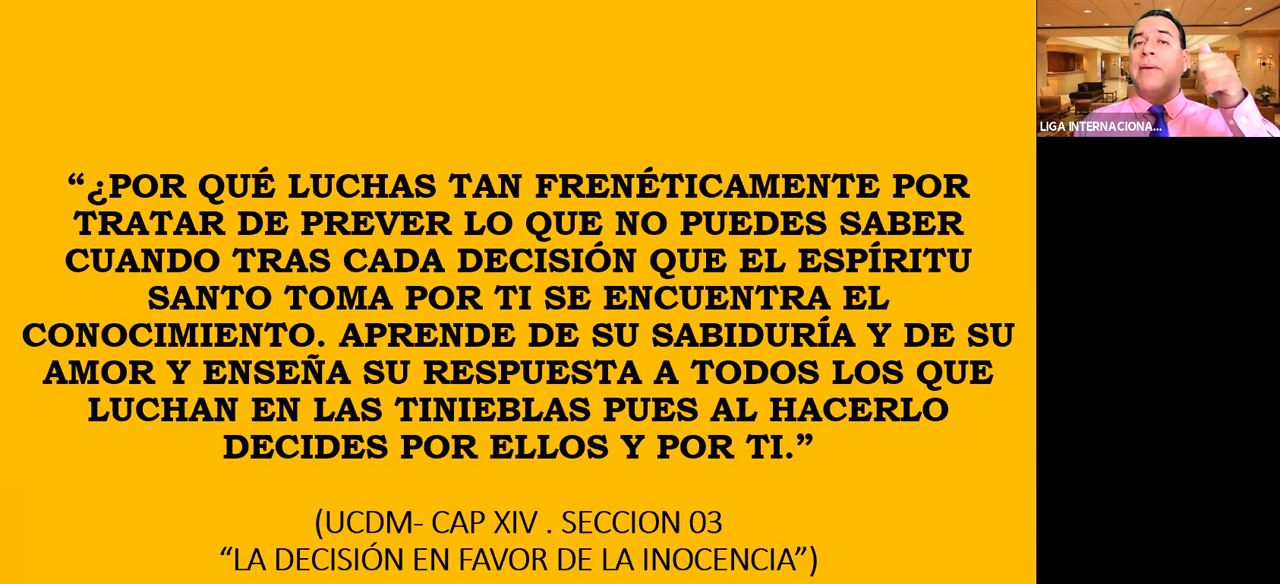 “¿POR QUÉ LUCHAS TAN FRENÉTICAMENTE POR
TRATAR DE PREVER LO QUE NO PUEDES SABER
CUANDO TRAS CADA DECISIÓN QUE EL ESPÍRITU
SANTO TOMA POR TI SE ENCUENTRA EL
CONOCIMIENTO. APRENDE DE SU SABIDURÍA Y DE SU
AMOR Y ENSEÑA SU RESPUESTA A TODOS LOS QUE
LUCHAN EN LAS TINIEBLAS PUES AL HACERLO
DECIDES POR ELLOS Y POR TI.”
(UCDM- CAP XIV . SECCION 03
“LA DECISIÓN EN FAVOR DE LA INOCENCIA”)
LIGA INTERNACIONA...